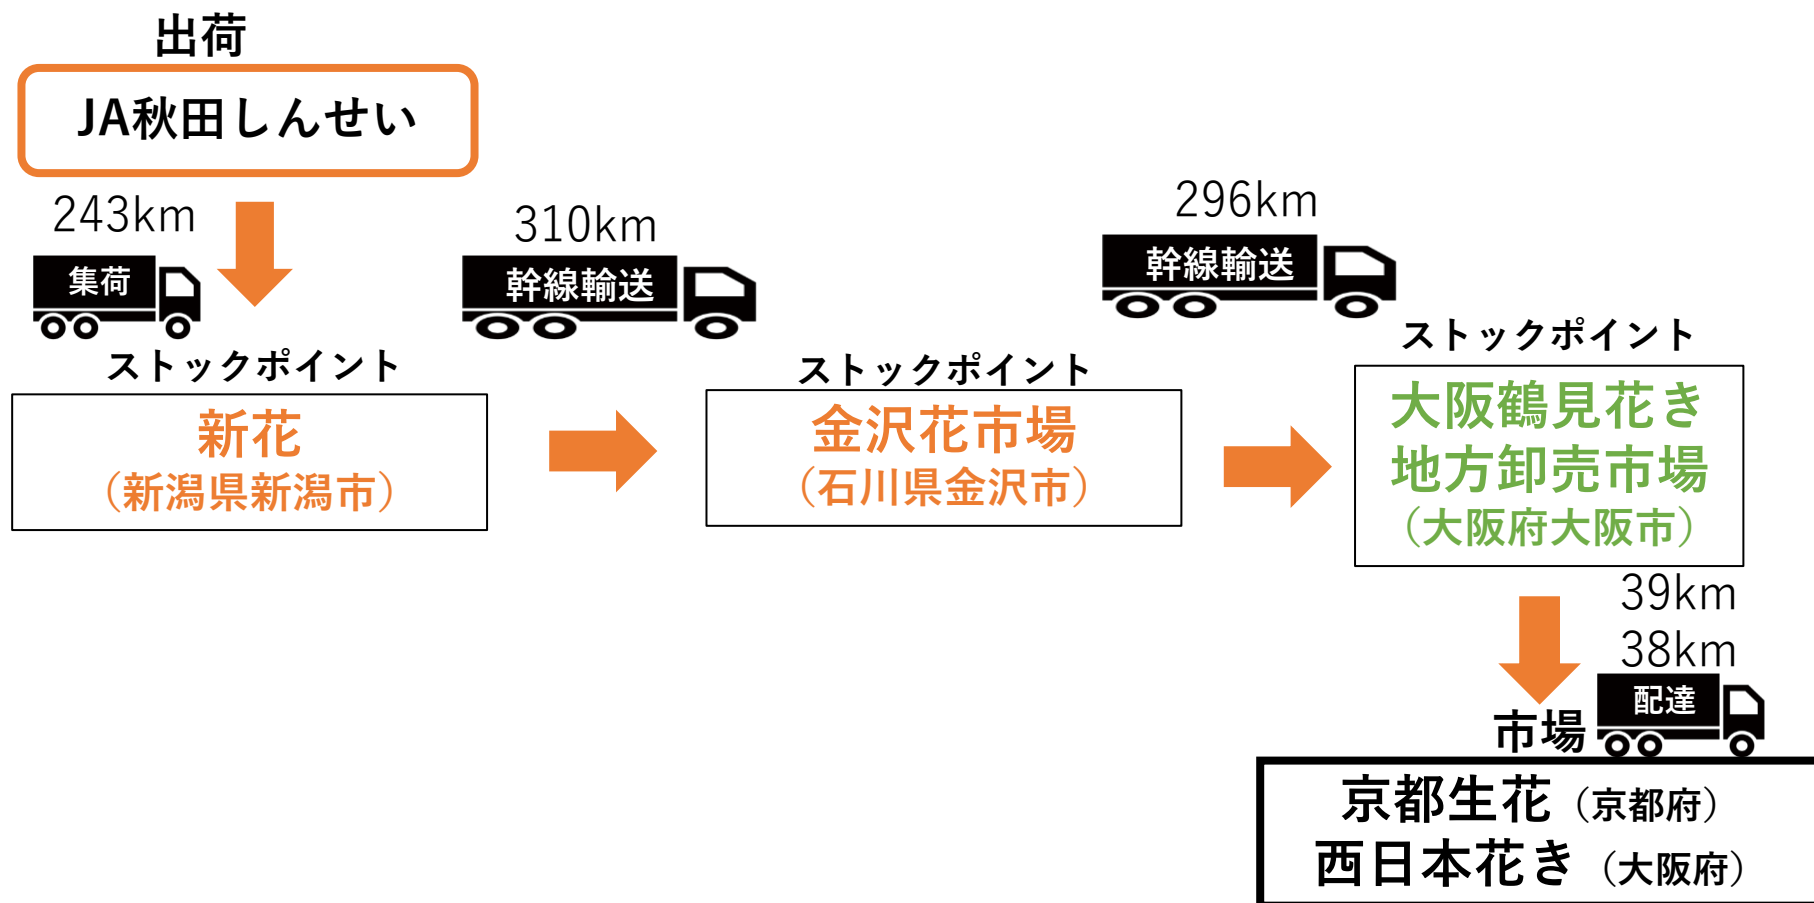 出荷
JA秋田しんせい
243km
集荷
ストックポイント
新花
（新潟県新潟市）
310km
幹線輸送
ストックポイント
金沢花市場
（石川県金沢市）
296km
幹線輸送
ストックポイント
大阪鶴見花き
地方卸売市場
（大阪府大阪市）
39km
38km
配達
市場
京都生花（京都府）
西日本花き（大阪府）